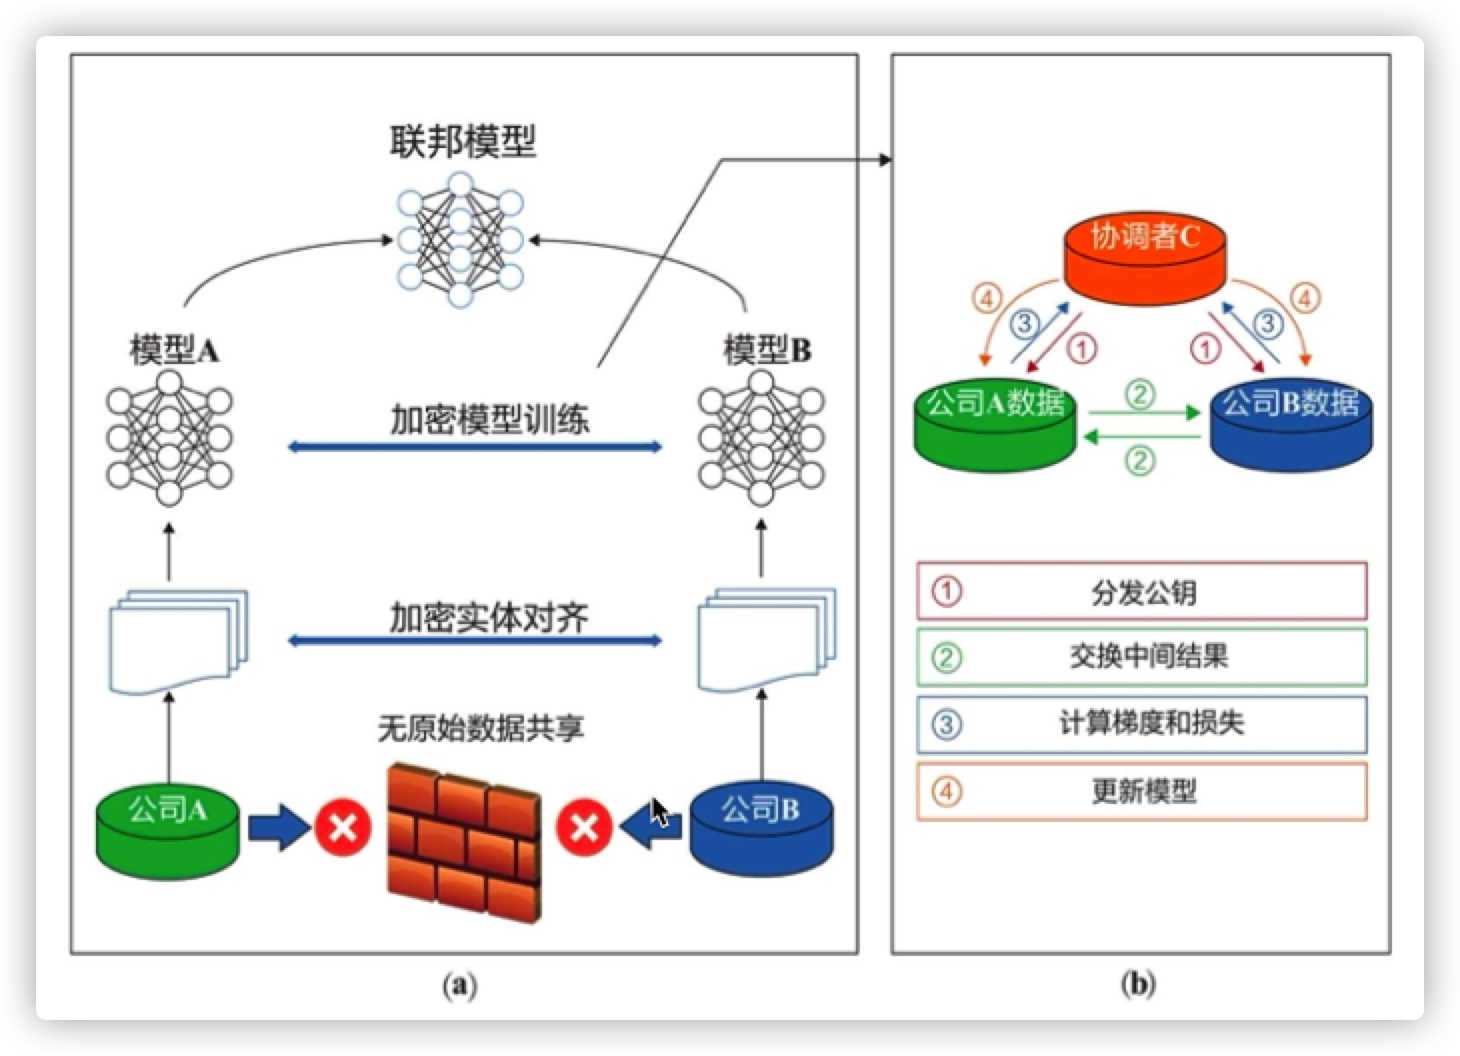 联邦模型
模型A
模型B
加密模型训练
加密实体对齐
无原始数据共享
公司A
公司B
(a)
协调者C
④
③
①
①
③
④
公司A数据
②
②
公司B数据
① 分发公钥
② 交换中间结果
③ 计算梯度和损失
④ 更新模型
(b)